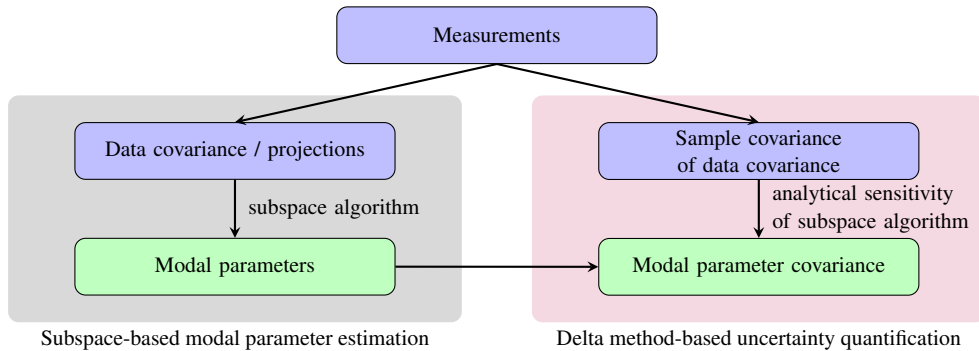 Measurements
Data covariance / projections
Sample covariance
of data covariance
subspace algorithm
analytical sensitivity
of subspace algorithm
Modal parameters
Modal parameter covariance
Subspace-based modal parameter estimation
Delta method-based uncertainty quantification